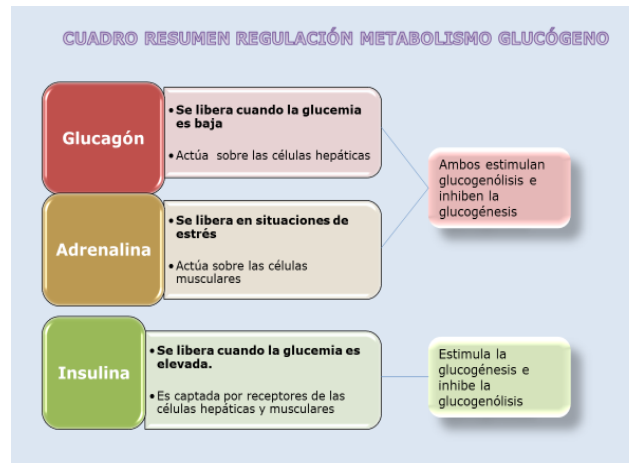 CUADRO RESUMEN REGULACIÓN METABOLISMO GLUCÓGENO
Glucagón
•Se libera cuando la glucemia
es baja
•Actúa sobre las células hepáticas
Adrenalina
•Se libera en situaciones de
estrés
•Actúa sobre las células
musculares
Ambos estimulan
glucogenólisis e
inhiben la
glucogénesis
Insulina
•Se libera cuando la glucemia es
elevada.
•Es captada por receptores de las
células hepáticas y musculares
Estimula la
glucogénesis e
inhibe la
glucogenólisis